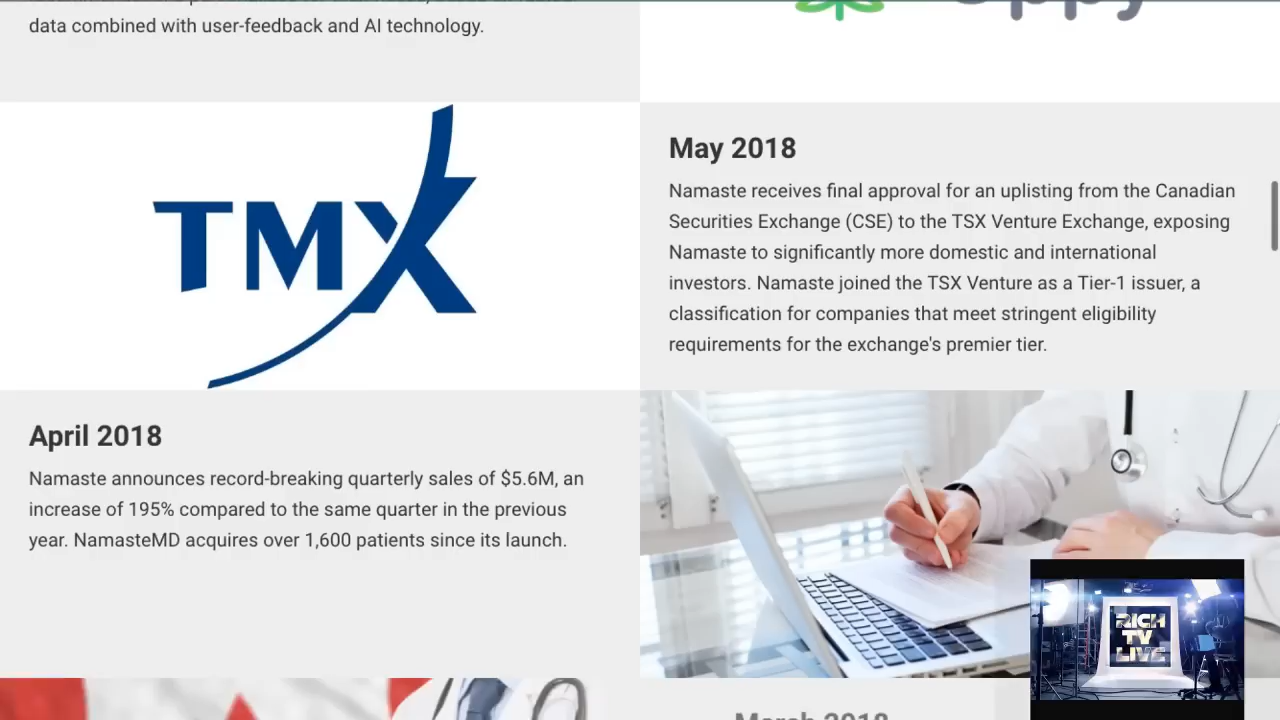 data combined with user-feedback and AI technology.
TMX
May 2018
Namaste receives final approval for an uplisting from the Canadian
Securities Exchange (CSE) to the TSX Venture Exchange, exposing
Namaste to significantly more domestic and international
investors. Namaste joined the TSX Venture as a Tier-1 issuer, a
classification for companies that meet stringent eligibility
requirements for the exchange's premier tier.
April 2018
Namaste announces record-breaking quarterly sales of $5.6M, an
increase of 195% compared to the same quarter in the previous
year. NamasteMD acquires over 1,600 patients since its launch.
RICH
TV
LIVE
March 2018